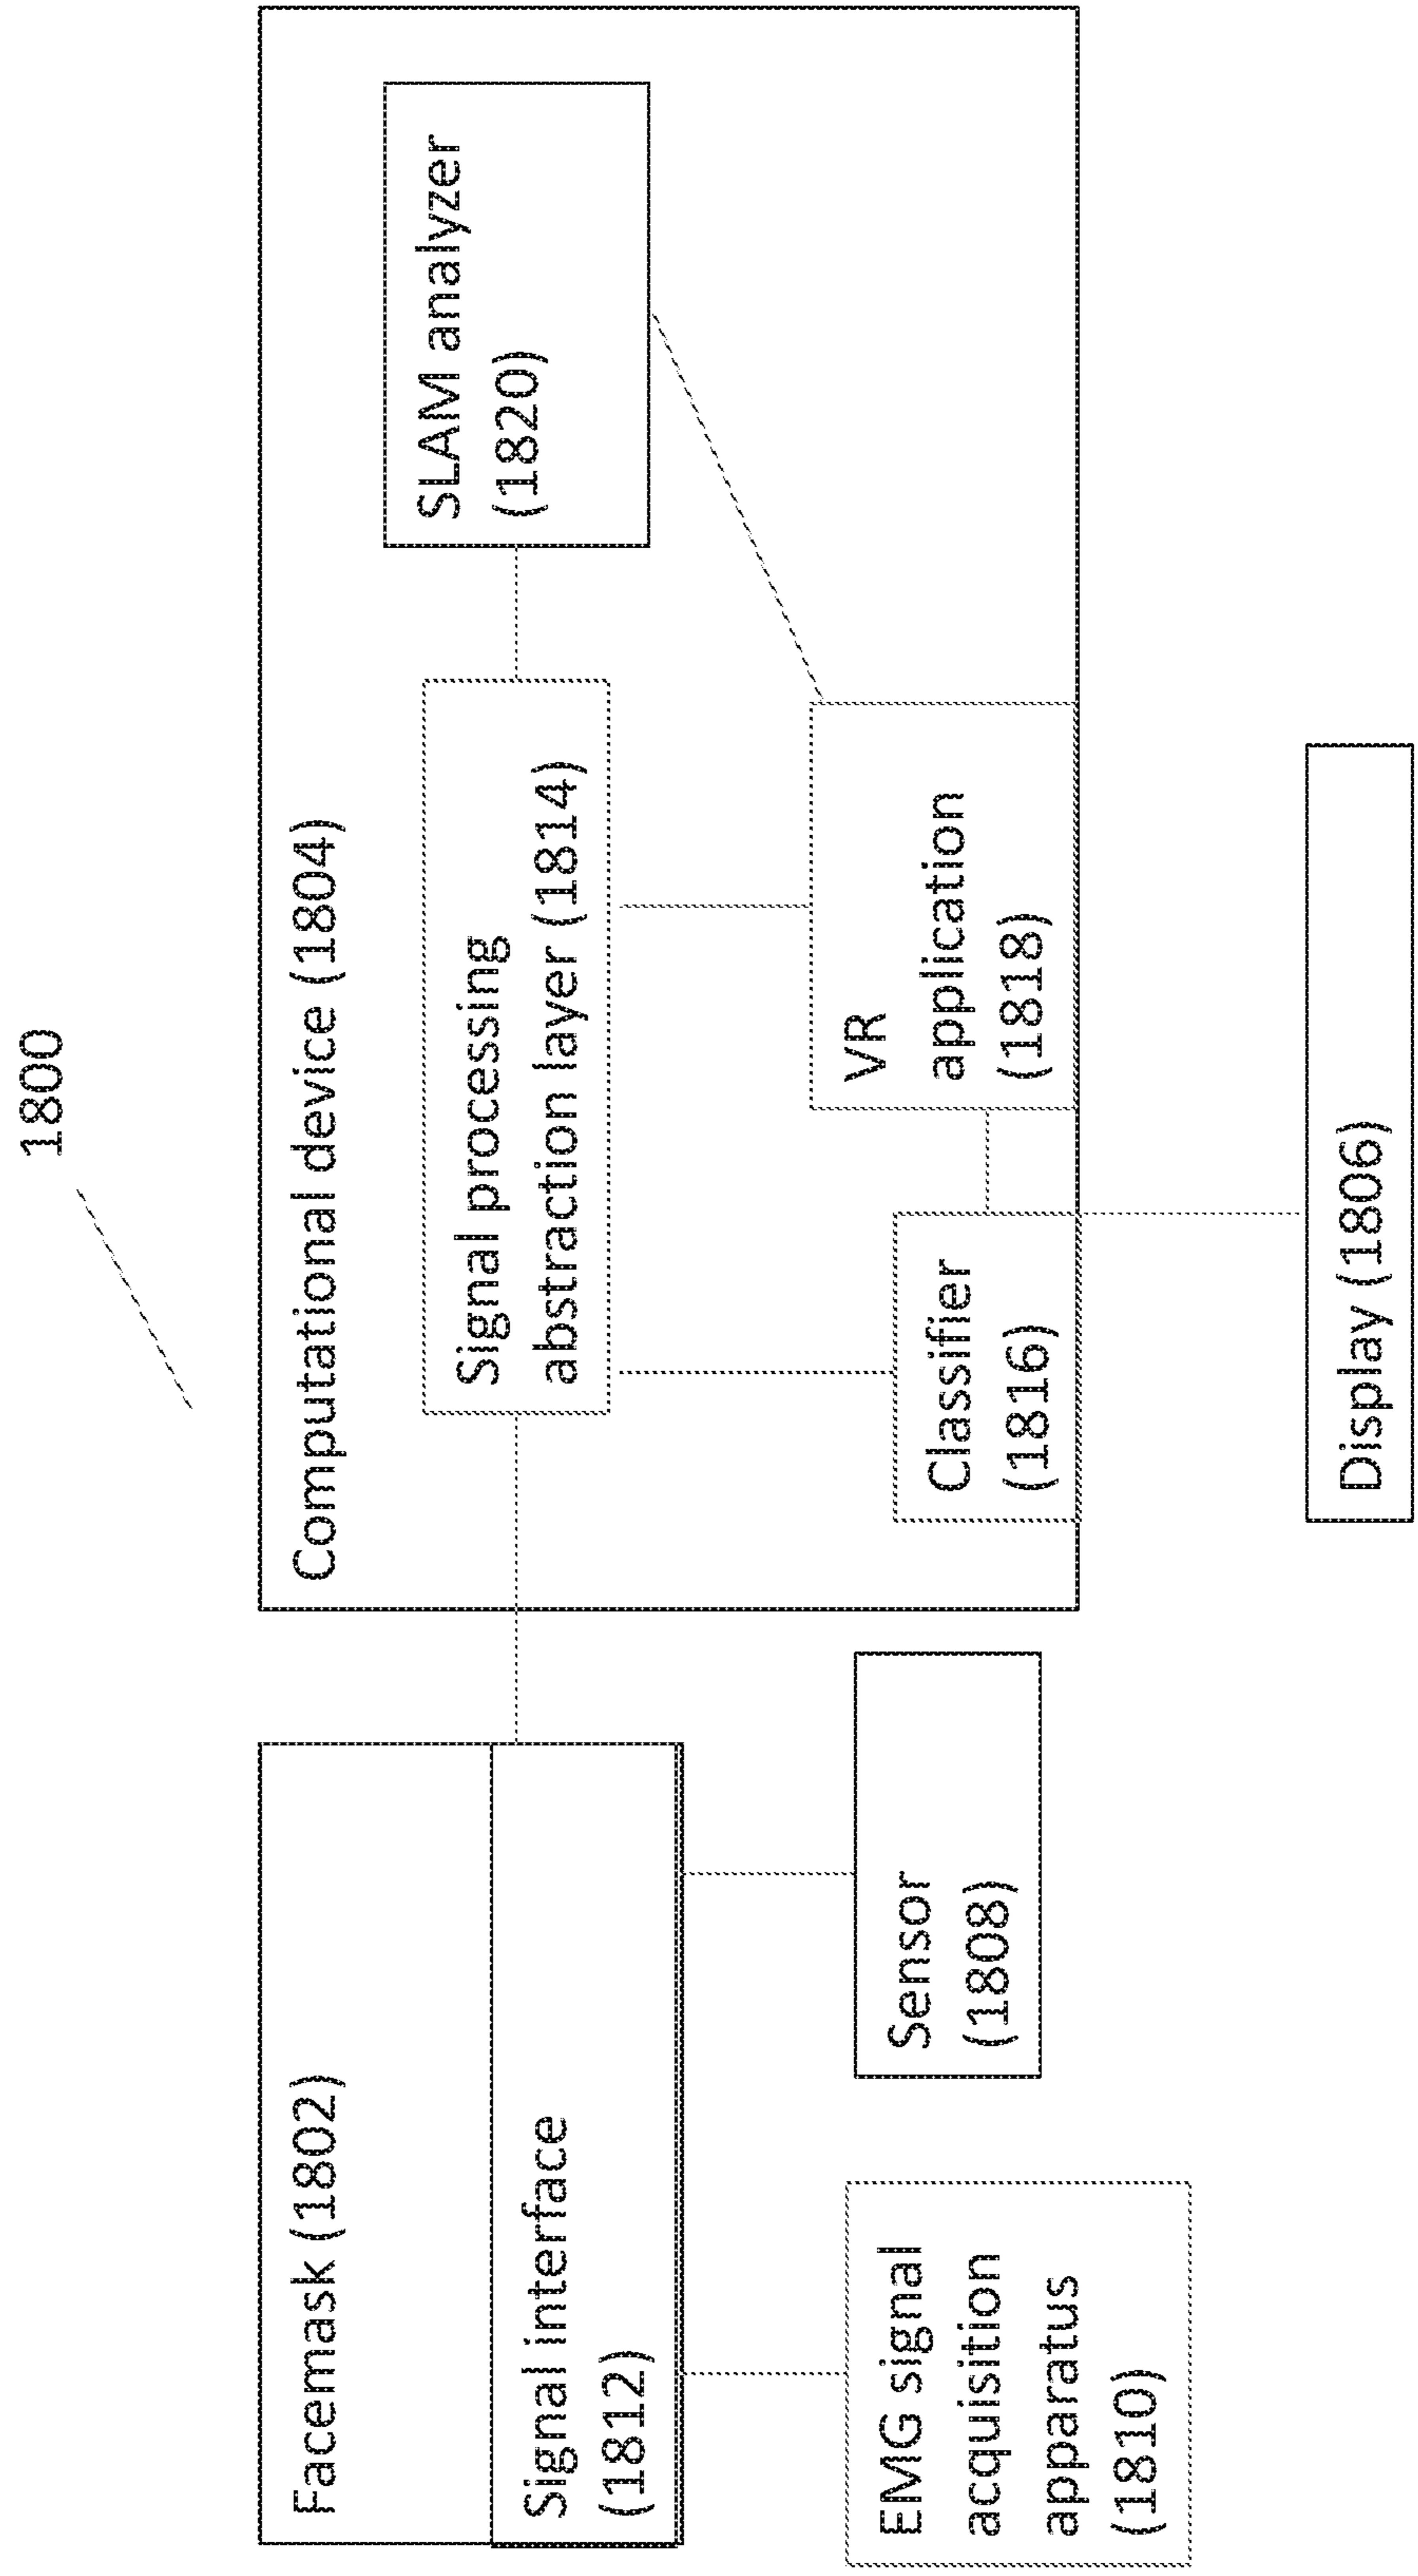 1800
Facemask (1802)
Signal interface
(1812)
EMG signal
acquisition
apparatus
(1810)
Sensor
(1808)
Computational device (1804)
Signal processing
abstraction layer (1814)
SLAM analyzer
(1820)
Classifier
(1816)
VR
application
(1818)
Display (1806)